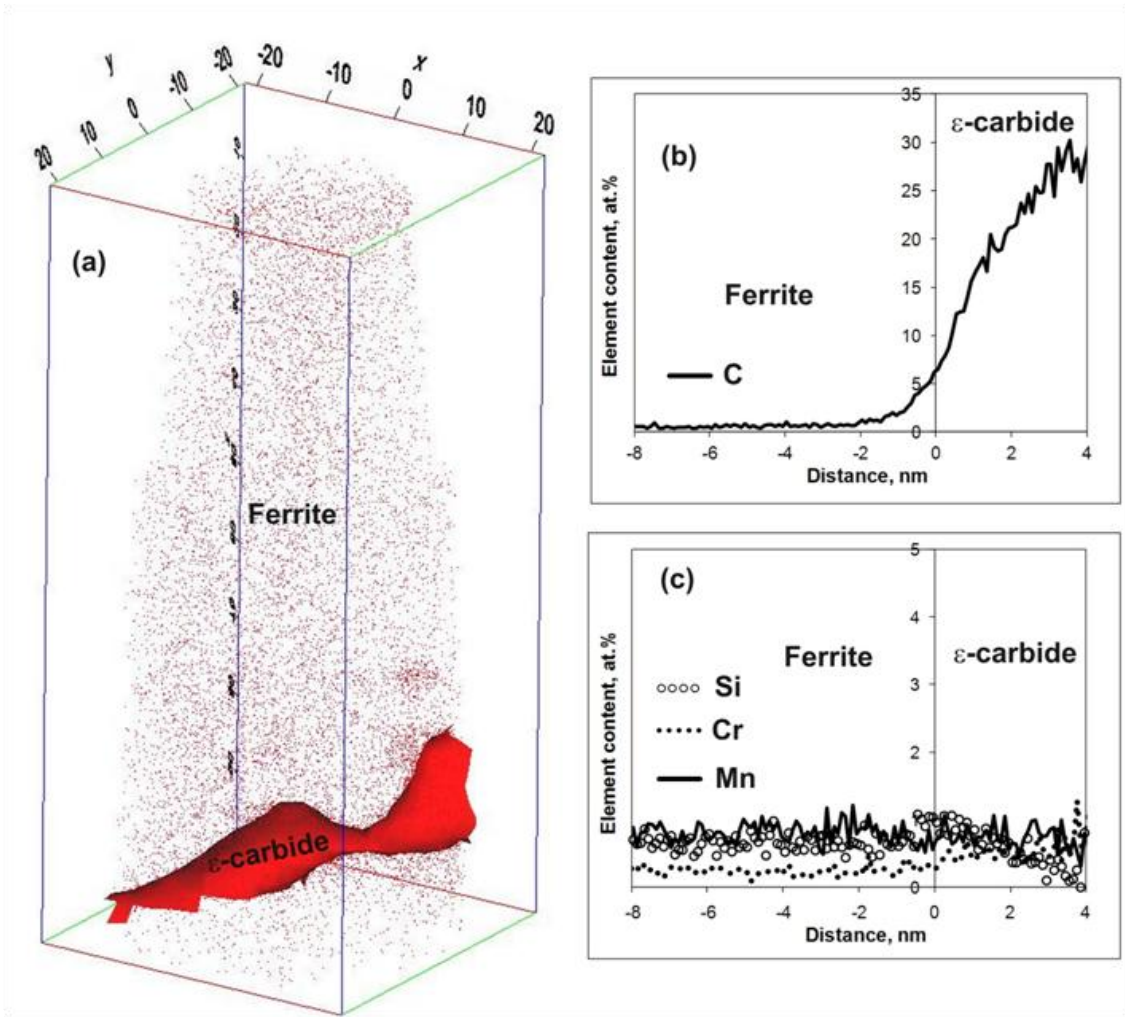 y
x
20
10
0
-10
-20
-20
-10
0
10
20
(a)
Ferrite
ε-carbide
(b)
ε-carbide
Ferrite
C
Element content, at.%
35
30
25
20
15
10
5
0
-8
-6
-4
-2
0
2
4
Distance, nm
(c)
Ferrite
ε-carbide
Si
Cr
Mn
Element content, at.%
5
4
3
2
1
0
-8
-6
-4
-2
0
2
4
Distance, nm